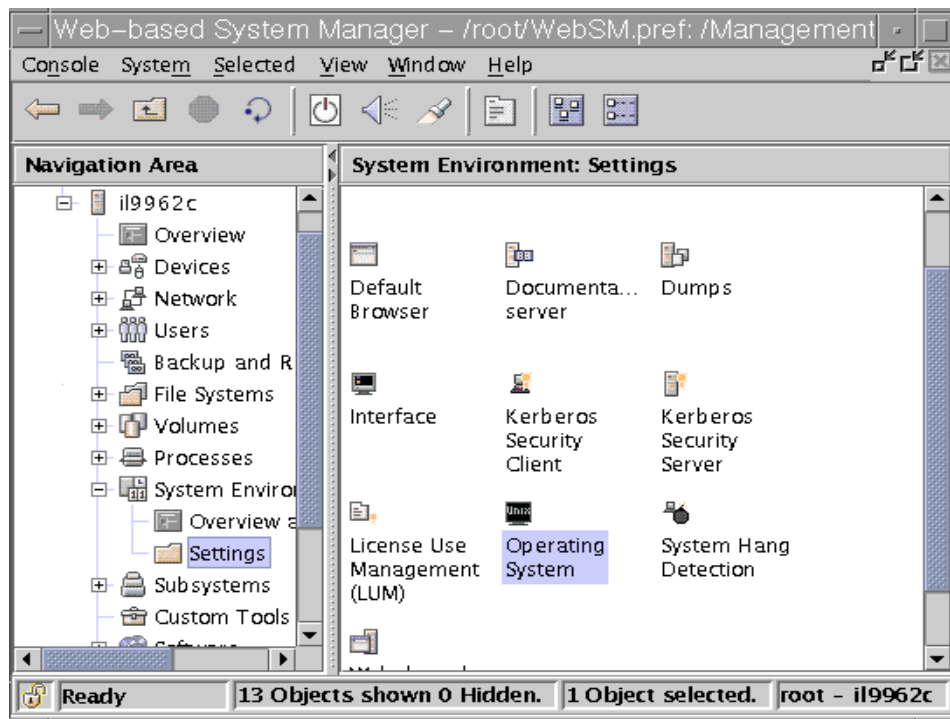 Web-based System Manager - /root/WebSM.pref: /Management
Console System Selected View Window Help
Navigation Area
System Environment: Settings
il9962c
Overview
Devices
Network
Users
Backup and R
File Systems
Volumes
Processes
System Enviro
Overview a
Settings
Subsystems
Custom Tools
Default
Browser
Documenta...
server
Dumps
Interface
Kerberos
Security
Client
Kerberos
Security
Server
License Use
Management
(LUM)
Unix
Operating
System
System Hang
Detection
Ready
13 Objects shown 0 Hidden.
1 Object selected.
root - il9962c